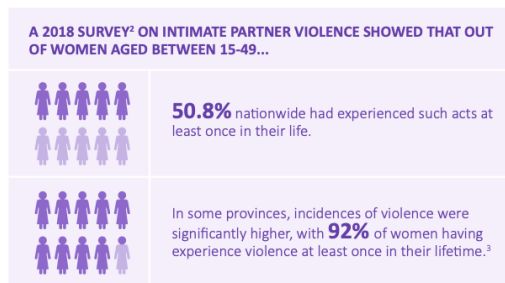 A 2018 SURVEY² ON INTIMATE PARTNER VIOLENCE SHOWED THAT OUT
OF WOMEN AGED BETWEEN 15-49...
50.8% nationwide had experienced such acts at
least once in their life.
In some provinces, incidences of violence were
significantly higher, with 92% of women having
experience violence at least once in their lifetime.³